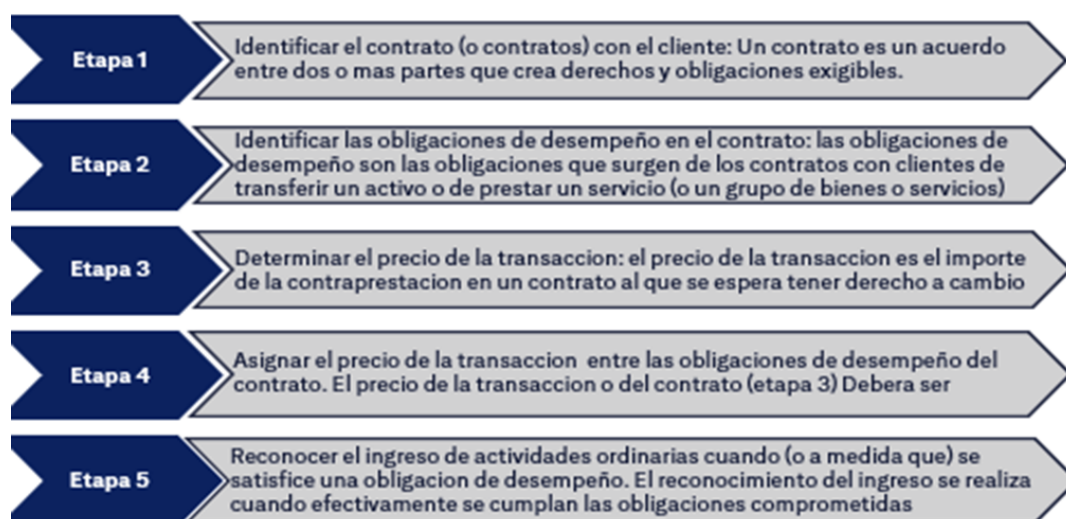 Etapa 1
Identificar el contrato (o contratos) con el cliente: Un contrato es un acuerdo
entre dos o mas partes que crea derechos y obligaciones exigibles.
Etapa 2
Identificar las obligaciones de desempeño en el contrato: las obligaciones de
desempeño son las obligaciones que surgen de los contratos con clientes de
transferir un activo o de prestar un servicio (o un grupo de bienes o servicios)
Etapa 3
Determinar el precio de la transaccion: el precio de la transaccion es el importe
de la contraprestacion en un contrato al que se espera tener derecho a cambio
Etapa 4
Asignar el precio de la transaccion entre las obligaciones de desempeño del
contrato. El precio de la transaccion o del contrato (etapa 3) Debera ser
Etapa 5
Reconocer el ingreso de actividades ordinarias cuando (o a medida que) se
satisfice una obligacion de desempeño. El reconocimiento del ingreso se realiza
cuando efectivamente se cumplan las obligaciones comprometidas